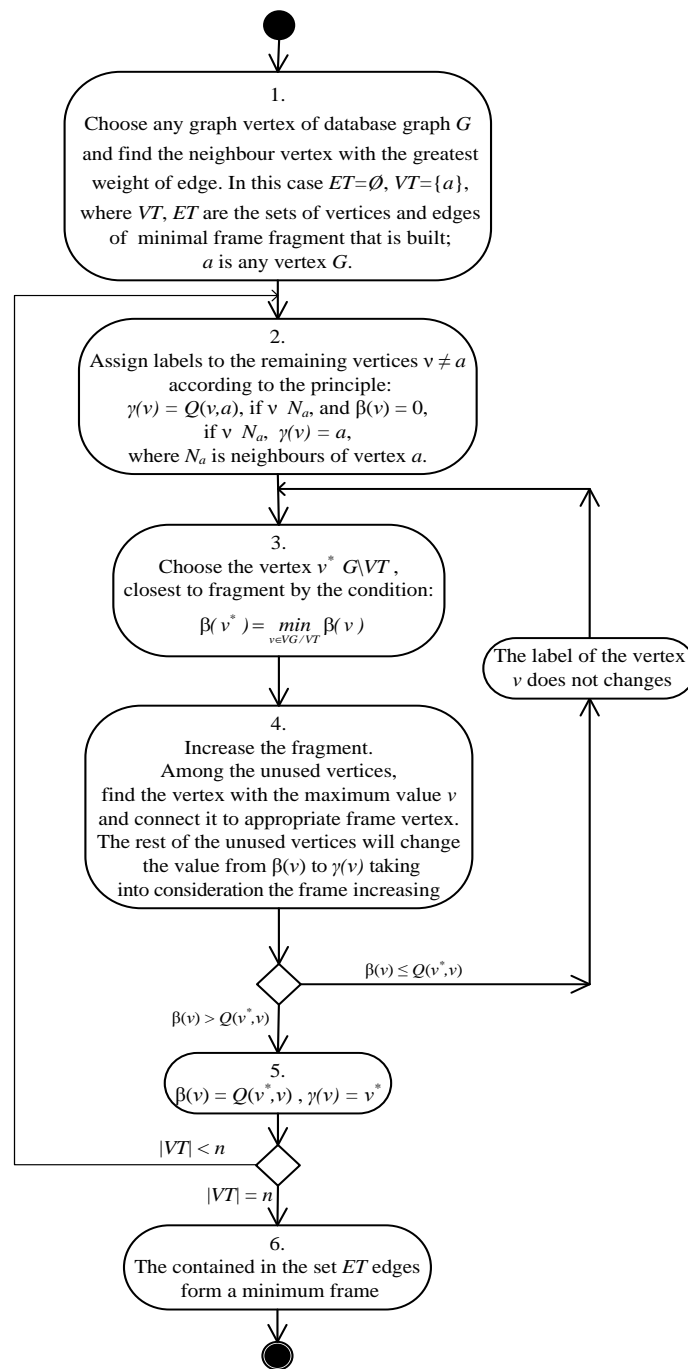 1.
Choose any graph vertex of database graph G
and find the neighbour vertex with the greatest
weight of edge. In this case ET=Ø, VT={a},
where VT, ET are the sets of vertices and edges
of minimal frame fragment that is built;
a is any vertex G.
2.
Assign labels to the remaining vertices v ≠ a
according to the principle:
γ(v) = Q(v,a), if v N_a, and β(v) = 0,
if v N_a, γ(v) = a,
where N_a is neighbours of vertex a.
3.
Choose the vertex v* G\VT ,
closest to fragment by the condition:
β( v* ) = min β( v )
v∈VG/VT
The label of the vertex
v does not changes
4.
Increase the fragment.
Among the unused vertices,
find the vertex with the maximum value v
and connect it to appropriate frame vertex.
The rest of the unused vertices will change
the value from β(v) to γ(v) taking
into consideration the frame increasing
β(v) ≤ Q(v*,v)
β(v) > Q(v*,v)
5.
β(v) = Q(v*,v) , γ(v) = v*
|VT| < n
|VT| = n
6.
The contained in the set ET edges
form a minimum frame